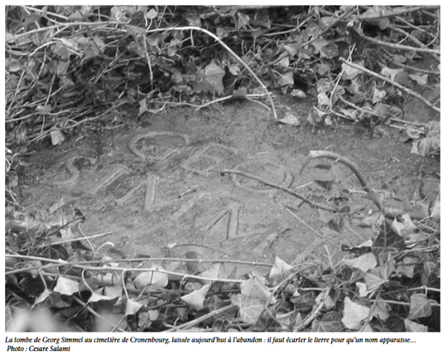 La tombe de Georg Simmel au cimetière de Cronenbourg, laissée aujourd'hui à l'abandon : il faut écarter le lierre pour qu'un nom apparaisse...
Photo : Cesare Salami